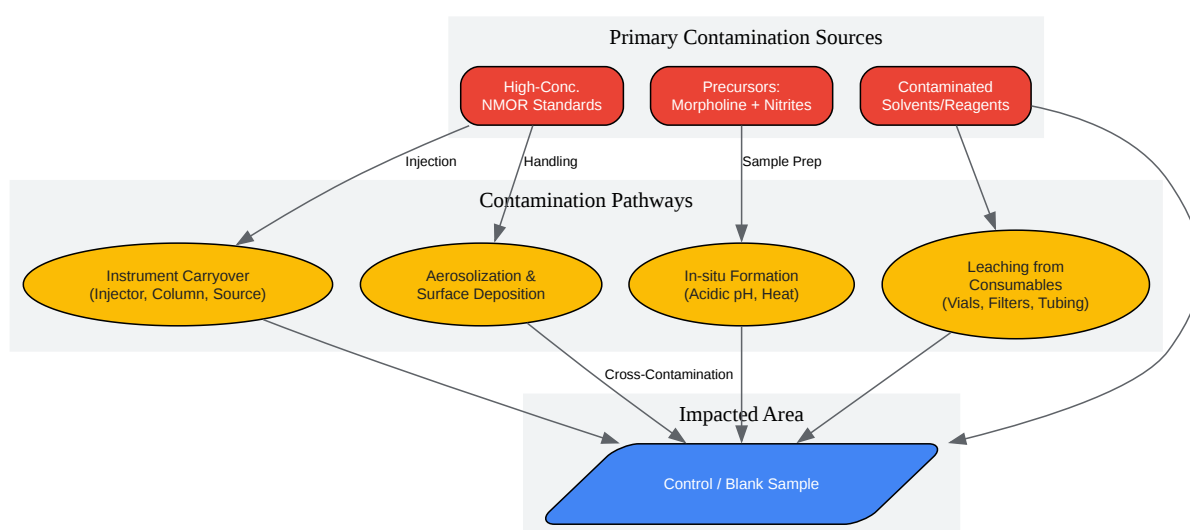 Primary Contamination Sources
High-Conc.
NMOR Standards
Precursors:
Morpholine + Nitrites
Contaminated
Solvents/Reagents
Injection
Handling
Sample Prep
Contamination Pathways
Instrument Carryover
(Injector, Column, Source)
Aerosolization &
Surface Deposition
In-situ Formation
(Acidic pH, Heat)
Leaching from
Consumables
(Vials, Filters, Tubing)
Cross-Contamination
Impacted Area
Control / Blank Sample